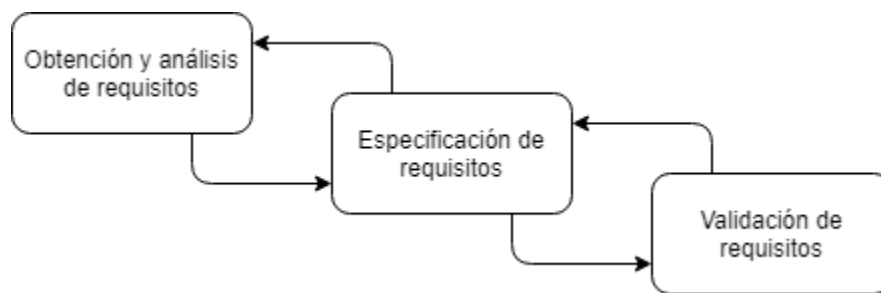 Obtención y análisis
de requisitos
Especificación de
requisitos
Validación de
requisitos